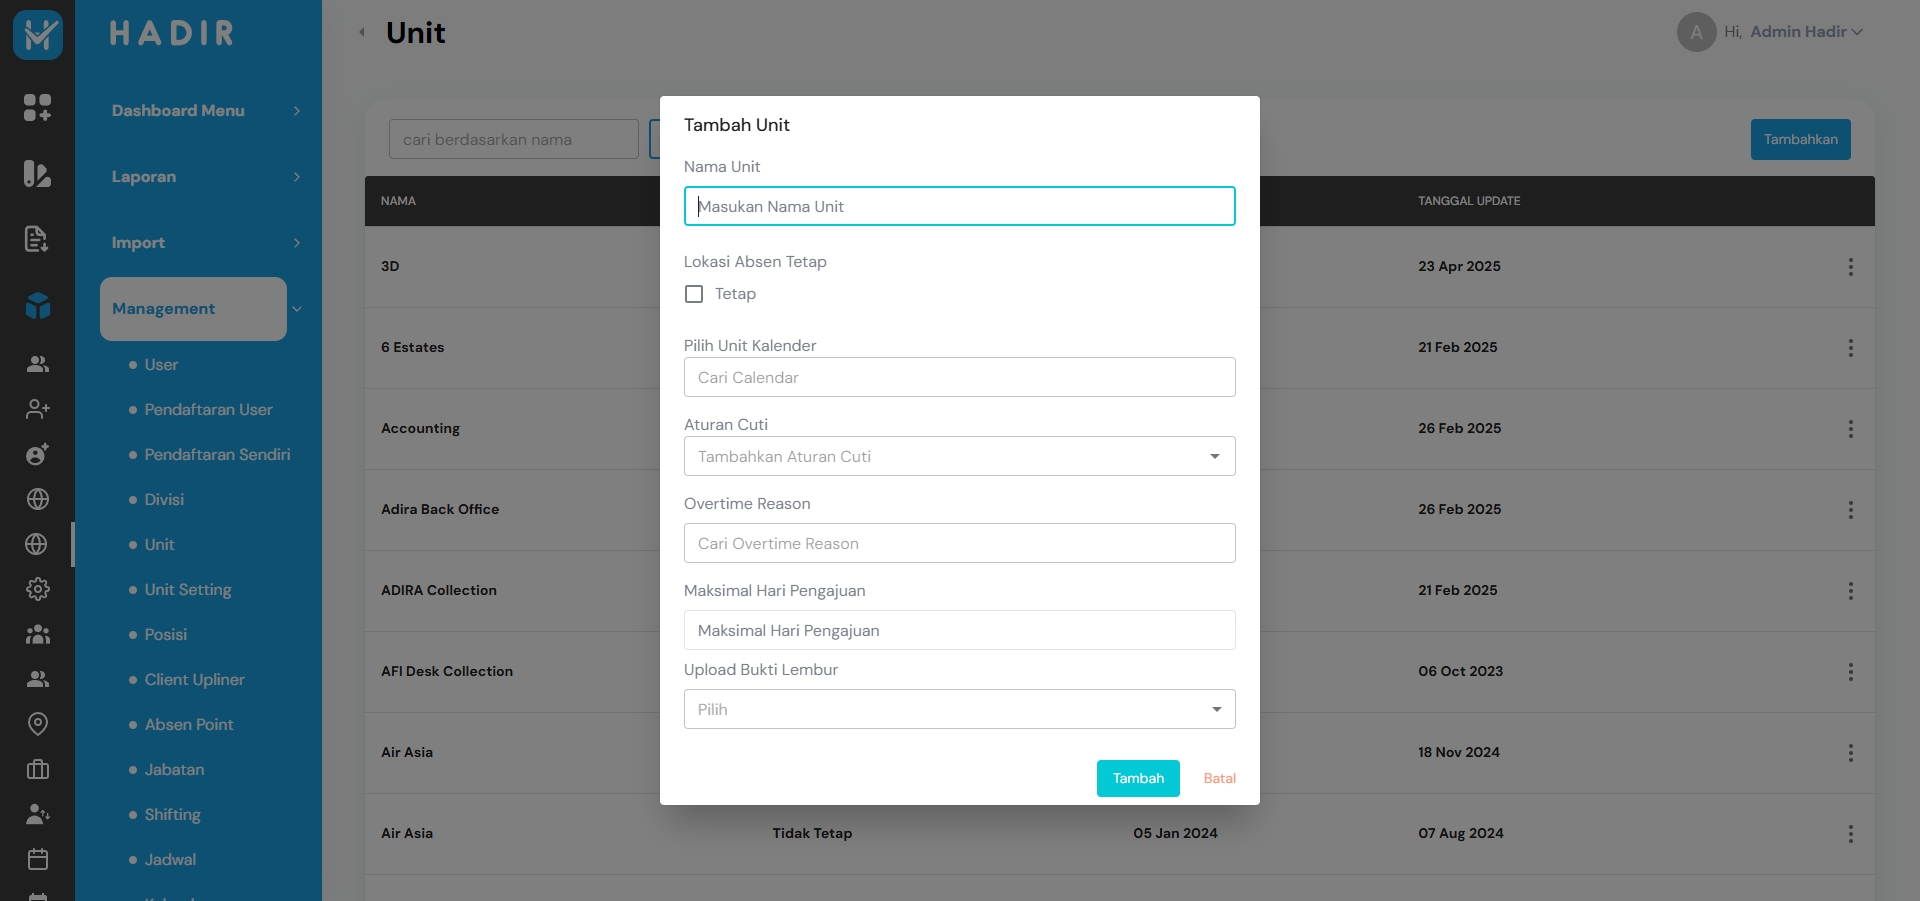 HADIR
Unit
A
Hi, Admin Hadir
Dashboard Menu
Laporan
Import
Management
User
Pendaftaran User
Pendaftaran Sendiri
Divisi
Unit
Unit Setting
Posisi
Client Upliner
Absen Point
Jabatan
Shifting
Jadwal
cari berdasarkan nama
Tambahkan
NAMA
TANGGAL UPDATE
3D
23 Apr 2025
6 Estates
21 Feb 2025
Accounting
26 Feb 2025
Adira Back Office
26 Feb 2025
ADIRA Collection
21 Feb 2025
AFI Desk Collection
06 Oct 2023
Air Asia
18 Nov 2024
Air Asia
Tidak Tetap
05 Jan 2024
07 Aug 2024
Tambah Unit
Nama Unit
Masukan Nama Unit
Lokasi Absen Tetap
Tetap
Pilih Unit Kalender
Cari Calendar
Aturan Cuti
Tambahkan Aturan Cuti
Overtime Reason
Cari Overtime Reason
Maksimal Hari Pengajuan
Maksimal Hari Pengajuan
Upload Bukti Lembur
Pilih
Tambah
Batal